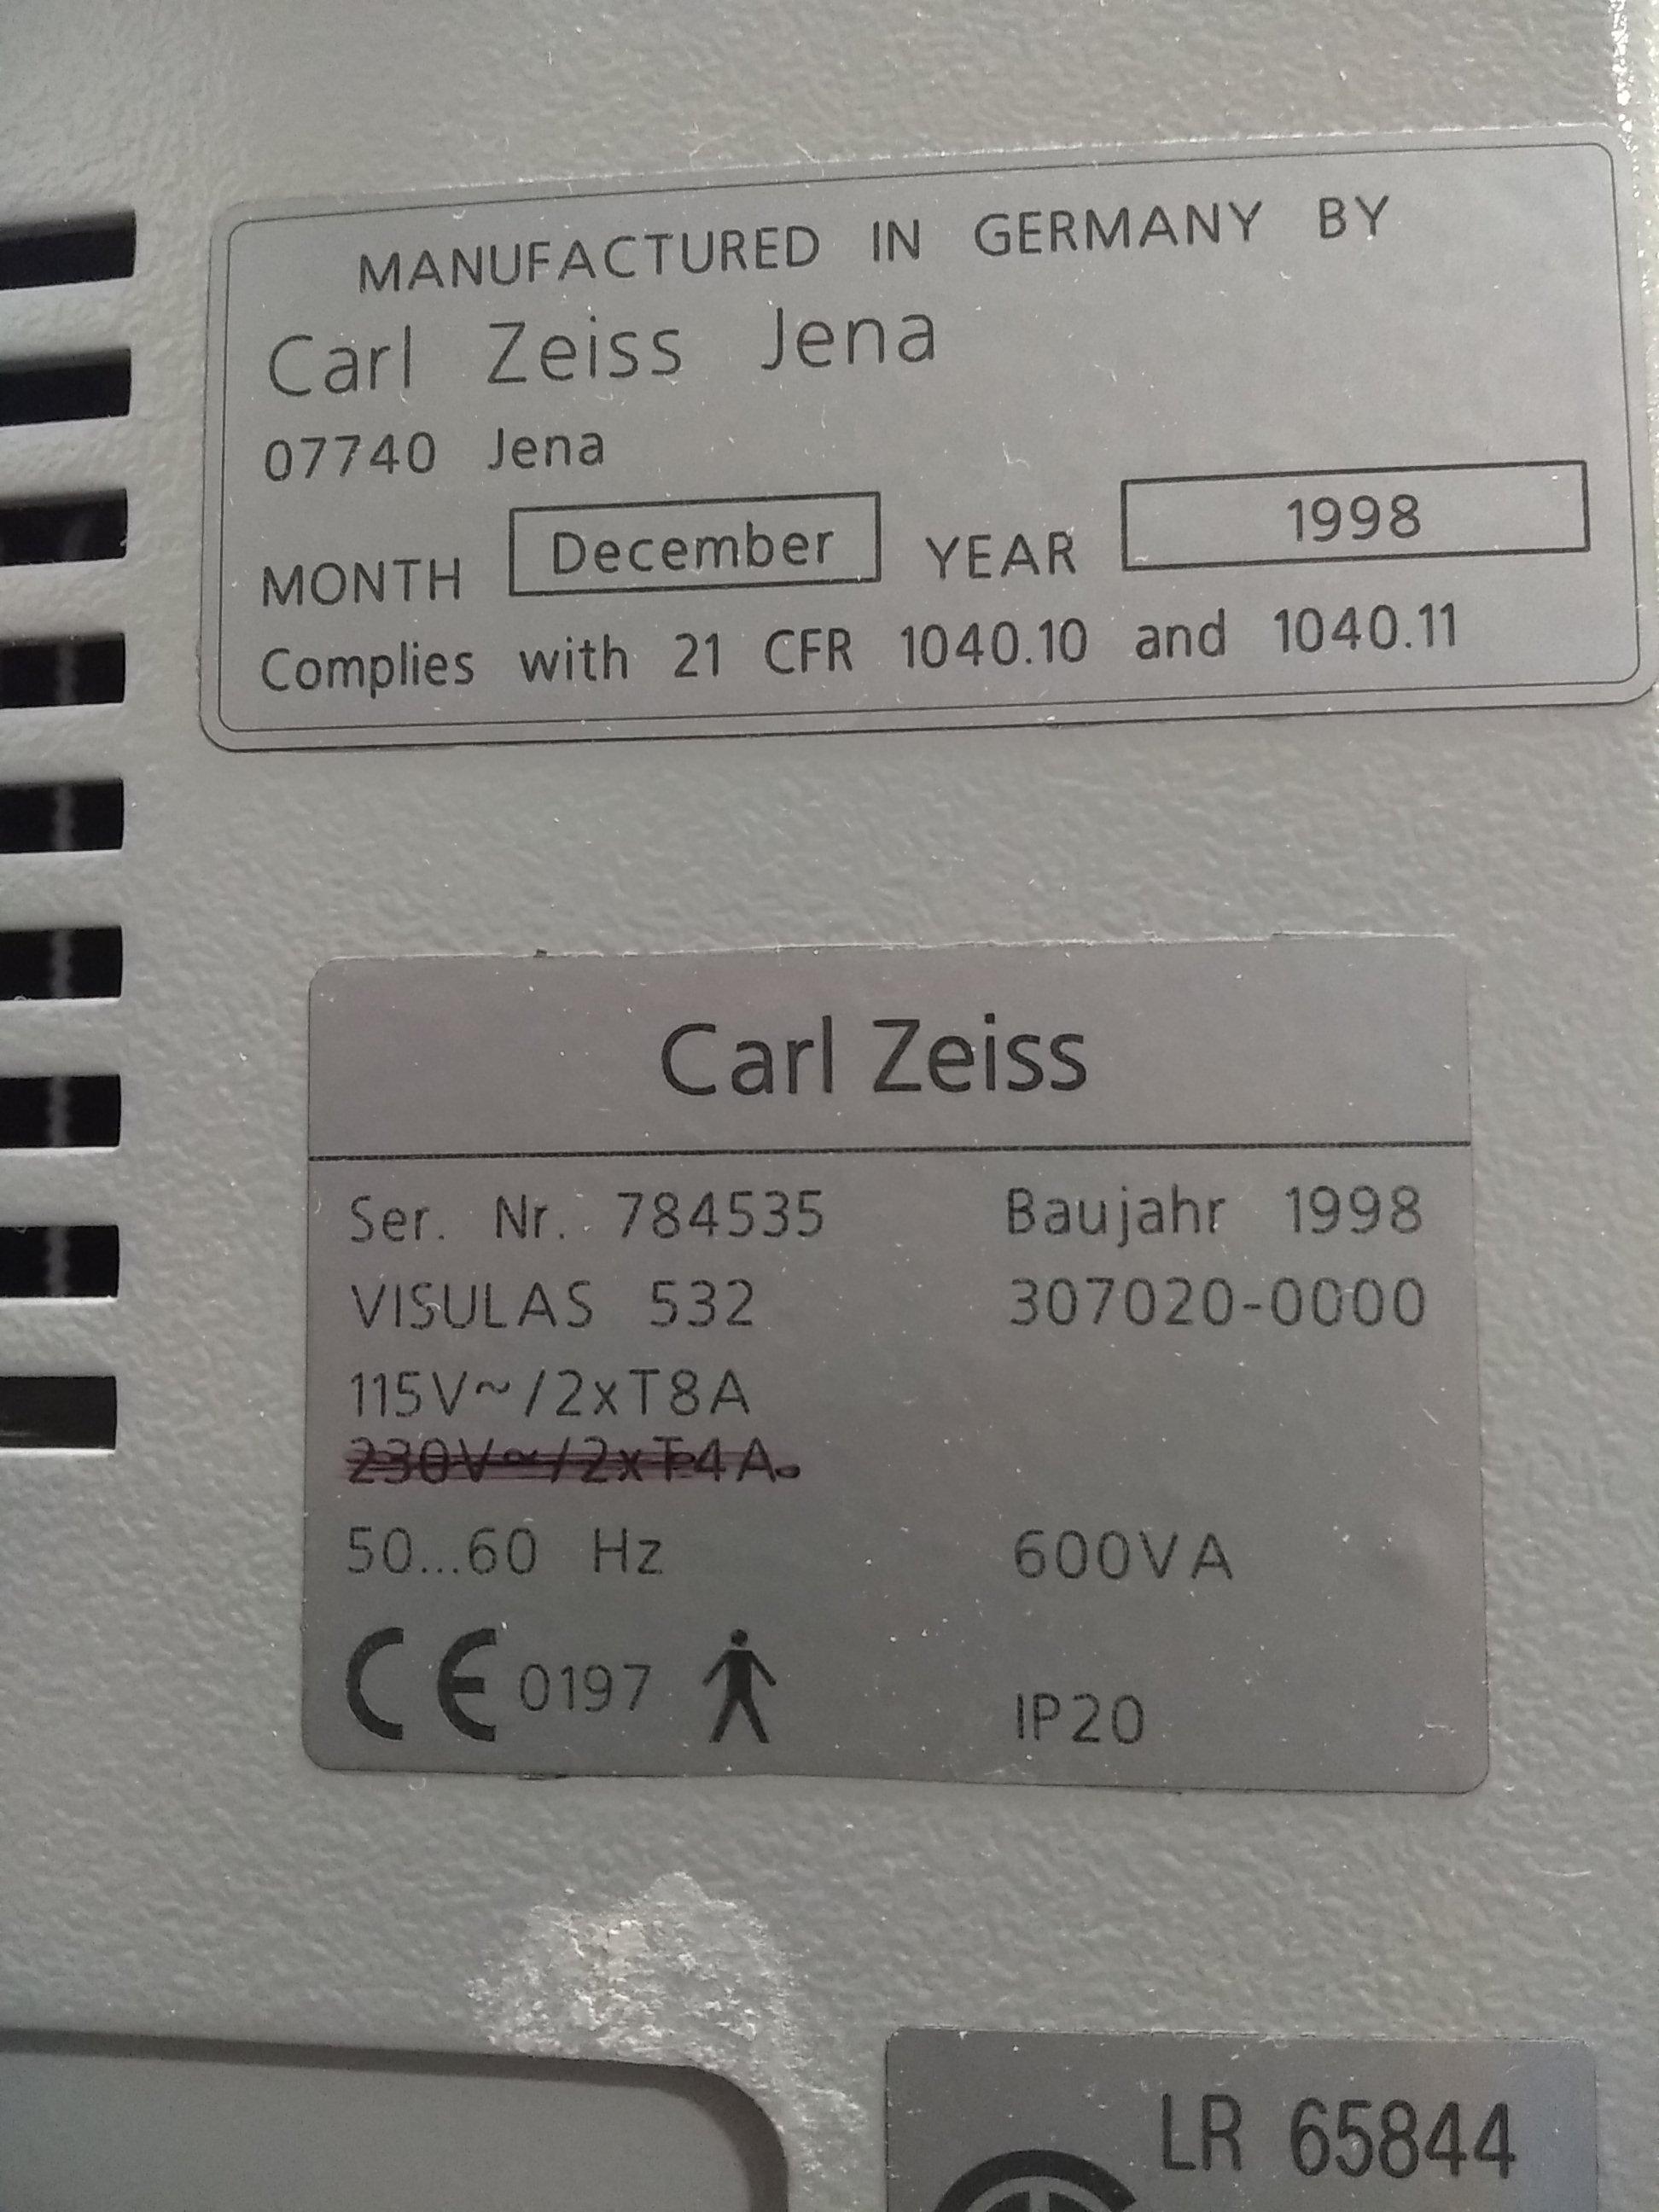 MANUFACTURED IN GERMANY BY
Carl Zeiss Jena
07740 Jena
MONTH December YEAR 1998
Complies with 21 CFR 1040.10 and 1040.11
Carl Zeiss
Ser. Nr. 784535 Baujahr 1998
VISULAS 532 307020-0000
115V~/2xT8A
230V~/2xT4A
50...60 Hz 600VA
CE 0197 IP20
LR 65844